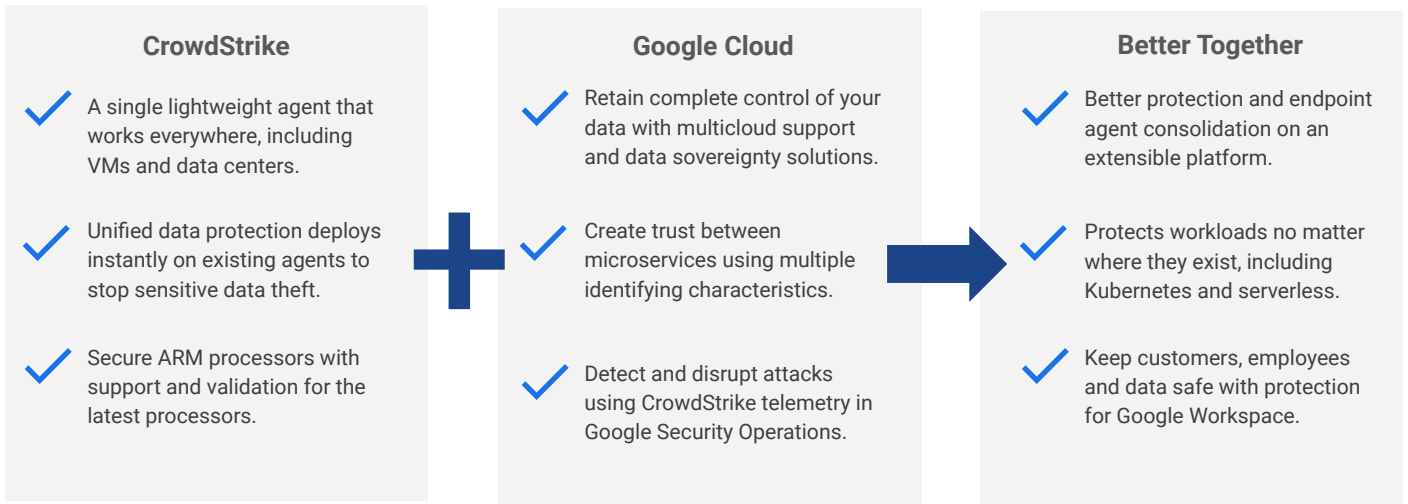 CrowdStrike
A single lightweight agent that
works everywhere, including
VMs and data centers.
Unified data protection deploys
instantly on existing agents to
stop sensitive data theft.
Secure ARM processors with
support and validation for the
latest processors.
Google Cloud
Retain complete control of your
data with multicloud support
and data sovereignty solutions.
Create trust between
microservices using multiple
identifying characteristics.
Detect and disrupt attacks
using CrowdStrike telemetry in
Google Security Operations.
Better Together
Better protection and endpoint
agent consolidation on an
extensible platform.
Protects workloads no matter
where they exist, including
Kubernetes and serverless.
Keep customers, employees
and data safe with protection
for Google Workspace.